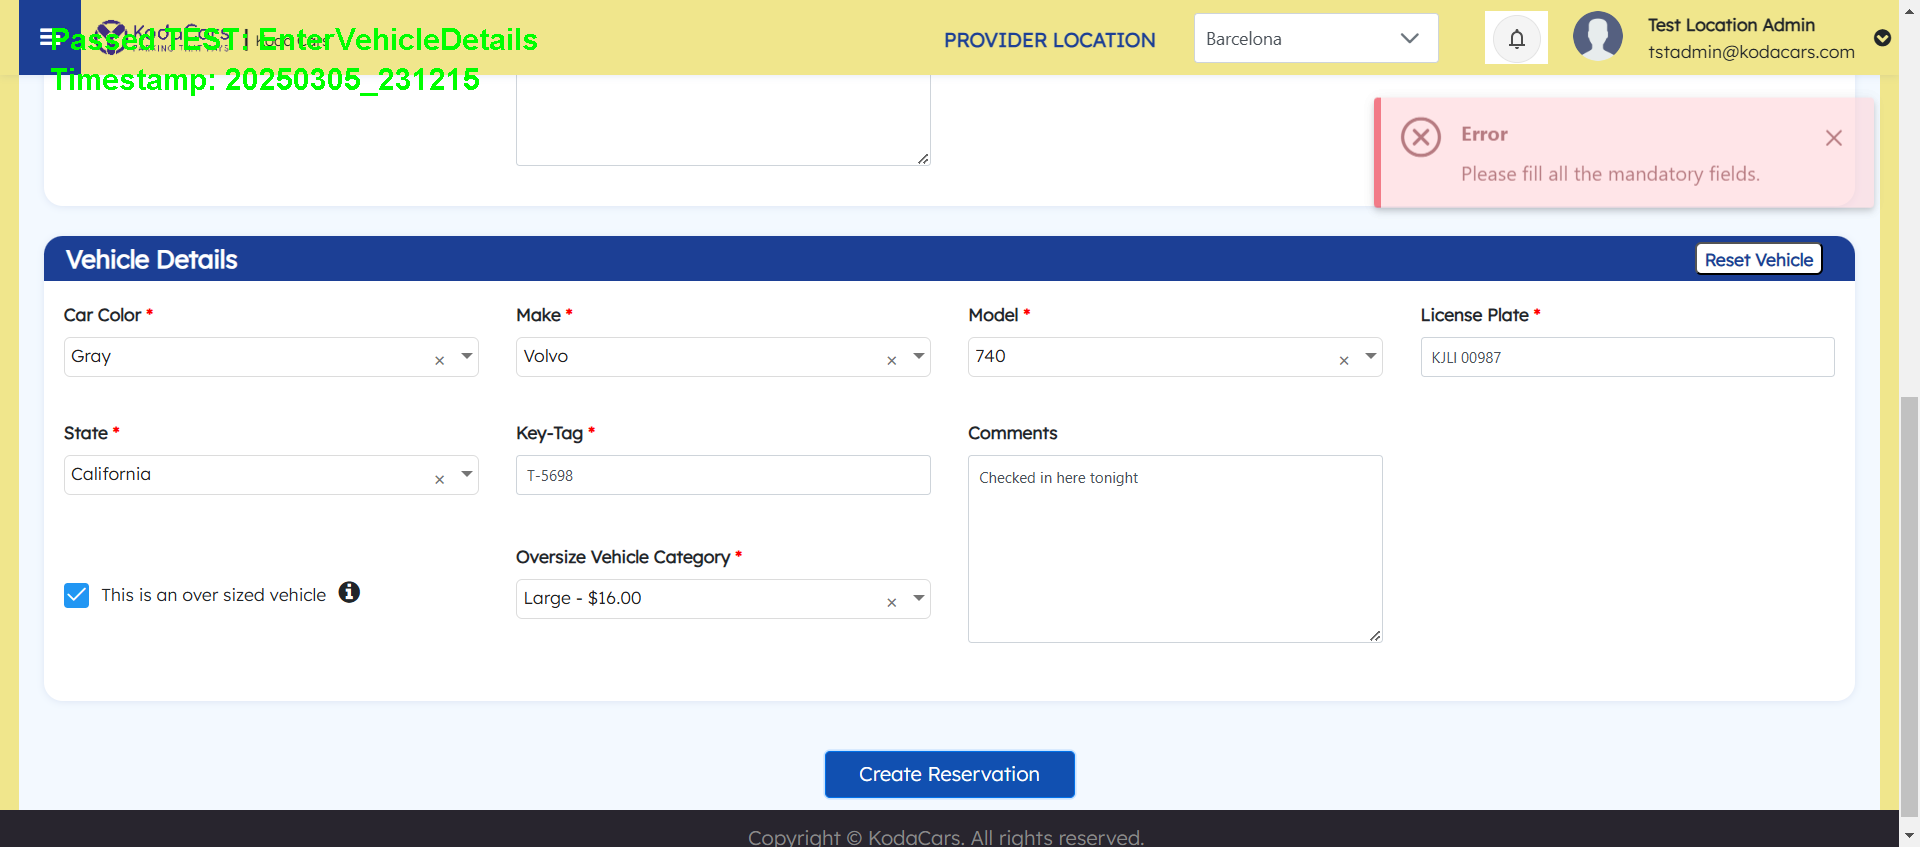 Passed TEST: EnterVehicleDetails
Timestamp: 20250305_231215
KodaCars
PROVIDER LOCATION
Barcelona
Test Location Admin
tstadmin@kodacars.com
Error
Please fill all the mandatory fields.
Vehicle Details
Reset Vehicle
Car Color *
Make *
Model *
License Plate *
Gray
Volvo
740
KJLI 00987
State *
Key-Tag *
Comments
California
T-5698
Checked in here tonight
Oversize Vehicle Category *
This is an over sized vehicle
Large - $16.00
Create Reservation
Copyright © KodaCars. All rights reserved.